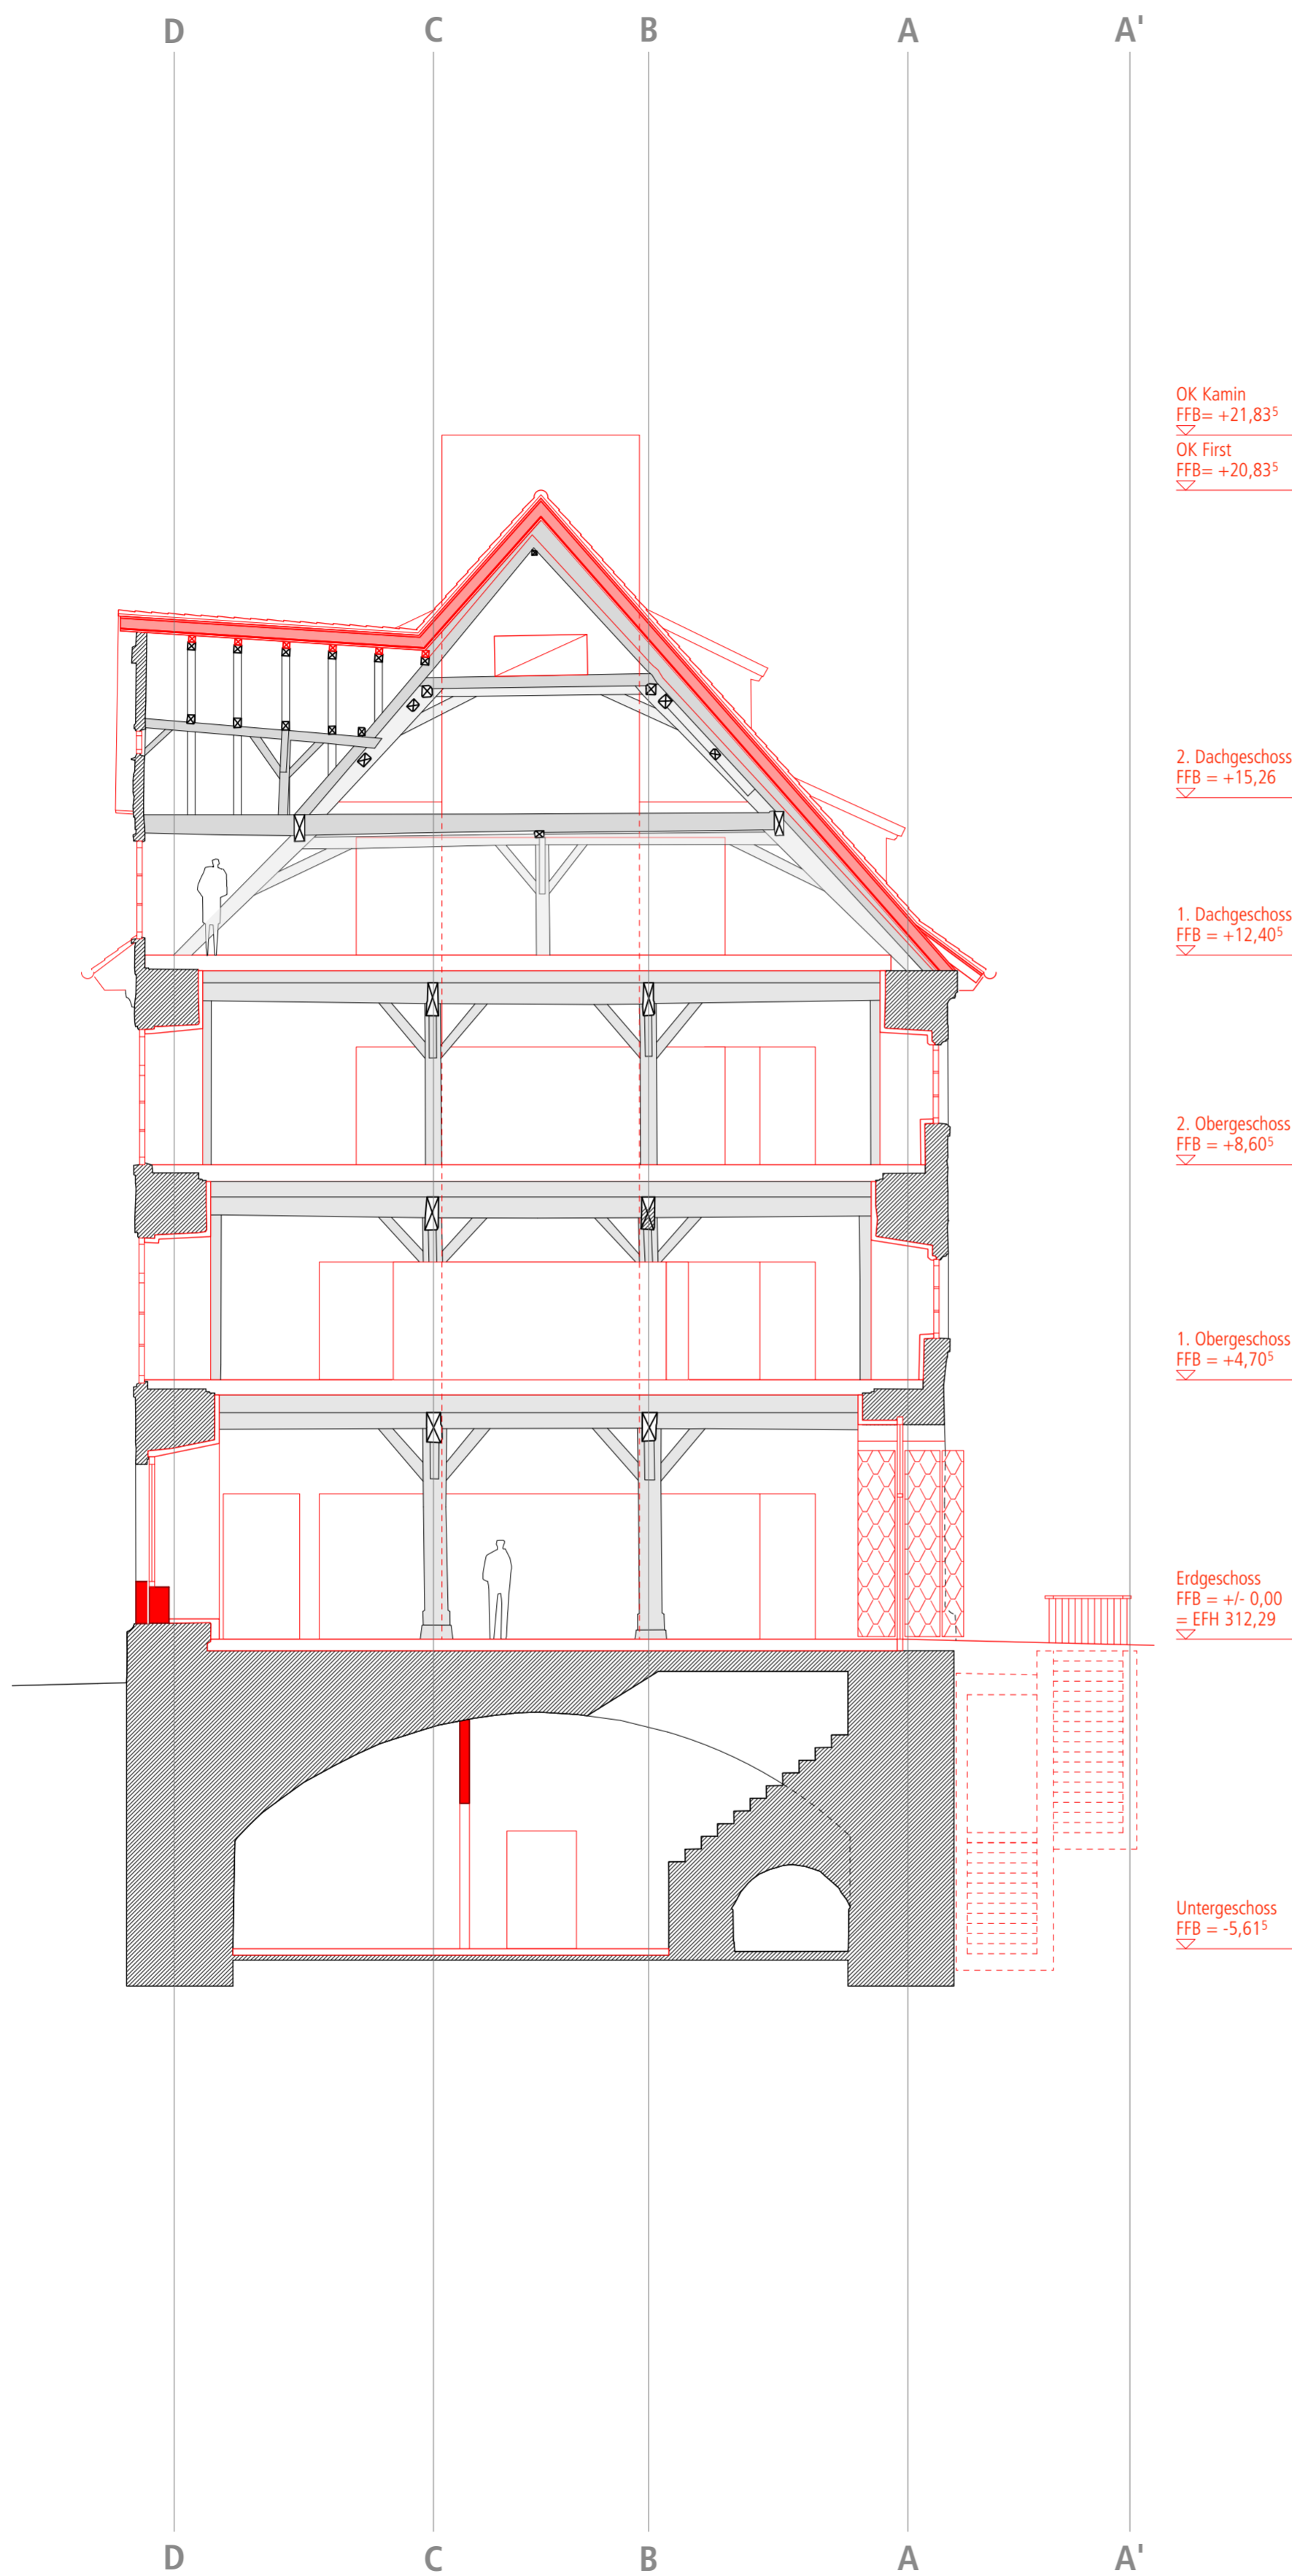 D C B A A'
OK Kamin
FFB= +21,83⁵
OK First
FFB= +20,83⁵
2. Dachgeschoss
FFB = +15,26
1. Dachgeschoss
FFB = +12,40⁵
2. Obergeschoss
FFB = +8,60⁵
1. Obergeschoss
FFB = +4,70⁵
Erdgeschoss
FFB = +/- 0,00
= EFH 312,29
Untergeschoss
FFB = -5,61⁵
D C B A A'